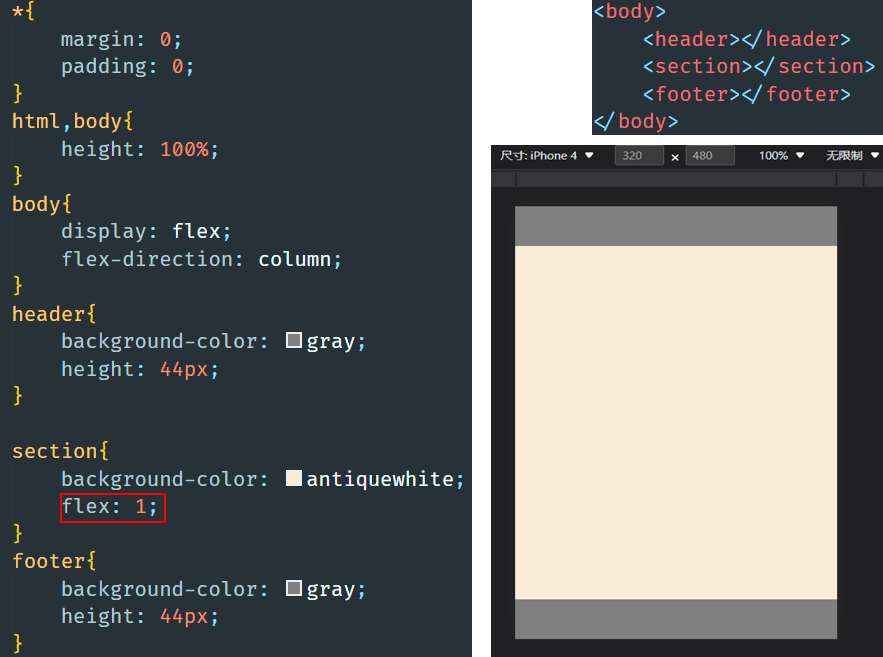 *{
    margin: 0;
    padding: 0;
}
html,body{
    height: 100%;
}
body{
    display: flex;
    flex-direction: column;
}
header{
    background-color: gray;
    height: 44px;
}

section{
    background-color: antiquewhite;
    flex: 1;
}
footer{
    background-color: gray;
    height: 44px;
}
<body>
    <header></header>
    <section></section>
    <footer></footer>
</body>
尺寸: iPhone 4 ▼ 320 × 480 100% ▼ 无限制 ▼